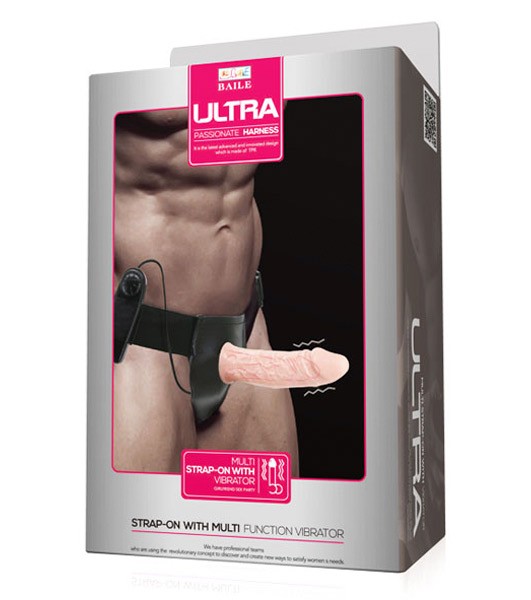 BAILE
ULTRA
PASSIONATE HARNESS
It is the latest advanced and innovated design
which is made of TPR.
MULTI
STRAP-ON WITH
VIBRATOR
STRAP-ON WITH MULTI FUNCTION VIBRATOR
We have professional teams
who are using the revolutionary concept to discover and create new ways to satisfy women s needs.
ULTRA